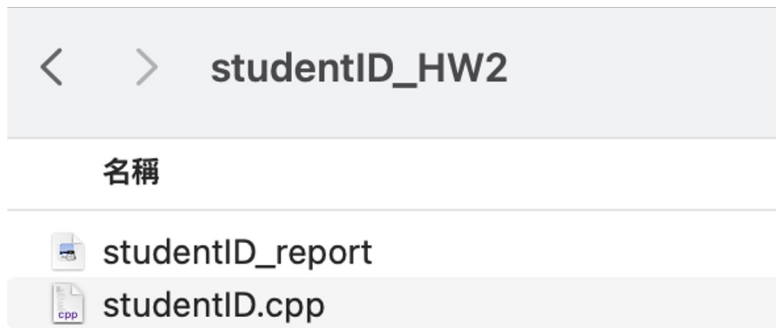 studentID_HW2
名稱
studentID_report
studentID.cpp
cpp